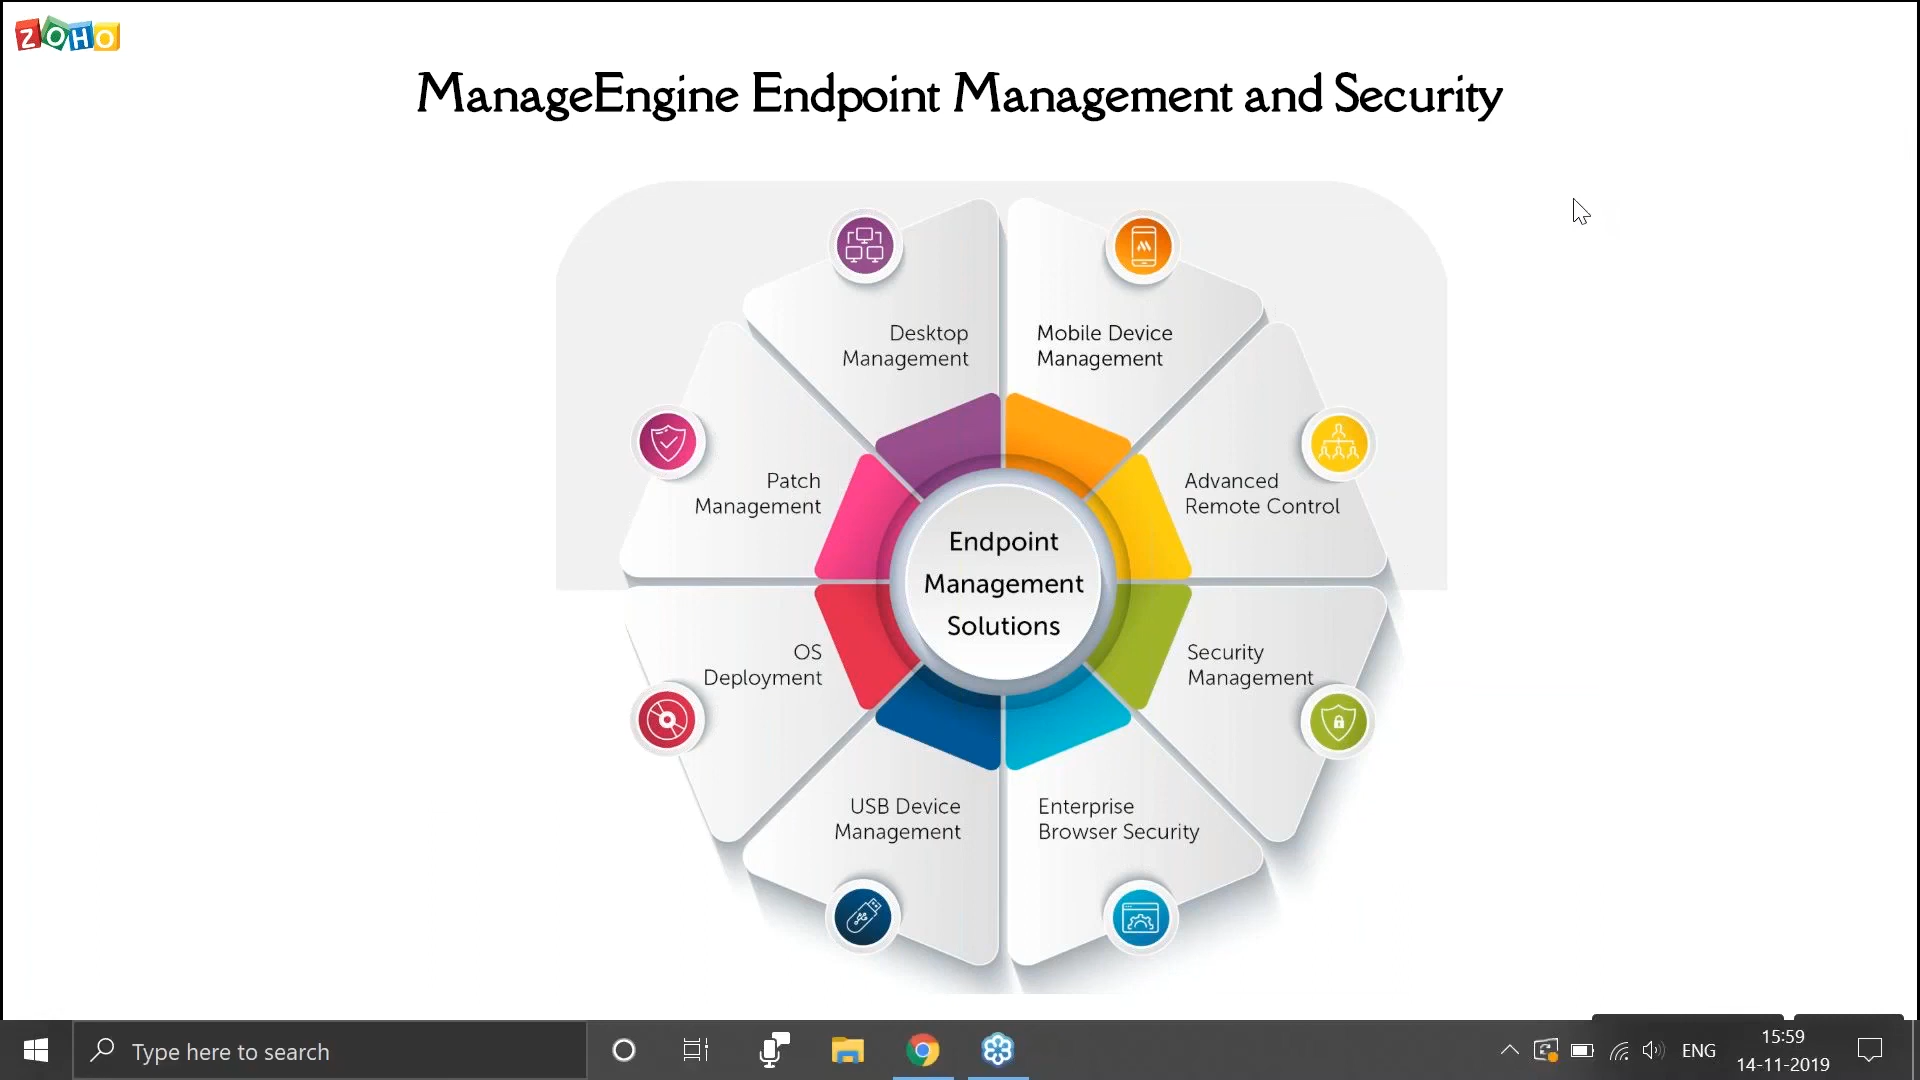 ZOHO
ManageEngine Endpoint Management and Security
Desktop
Management
Mobile Device
Management
Patch
Management
Advanced
Remote Control
Endpoint
Management
Solutions
OS
Deployment
Security
Management
USB Device
Management
Enterprise
Browser Security
Type here to search
ENG
15:59
14-11-2019